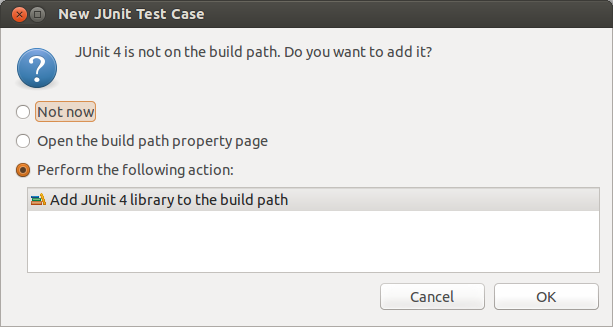 New JUnit Test Case
JUnit 4 is not on the build path. Do you want to add it?
Not now
Open the build path property page
Perform the following action:
Add JUnit 4 library to the build path
Cancel
OK